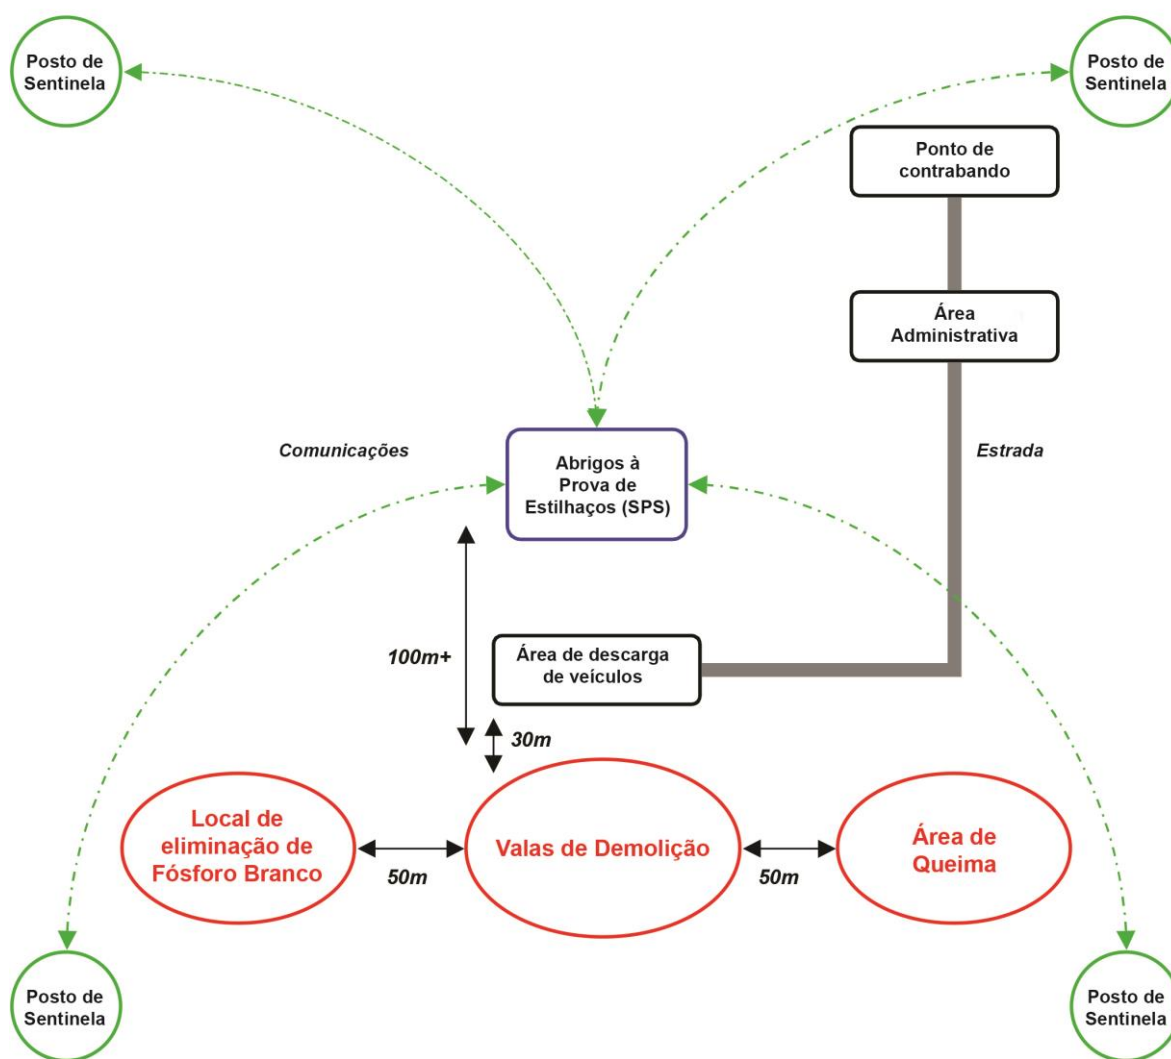 Posto de
Sentinela
Posto de
Sentinela
Ponto de
contrabando
Área
Administrativa
Comunicações
Abrigos à
Prova de
Estilhaços (SPS)
Estrada
100m+
Área de descarga
de veículos
30m
Local de
eliminação de
Fósforo Branco
50m
Valas de Demolição
50m
Área de
Queima
Posto de
Sentinela
Posto de
Sentinela